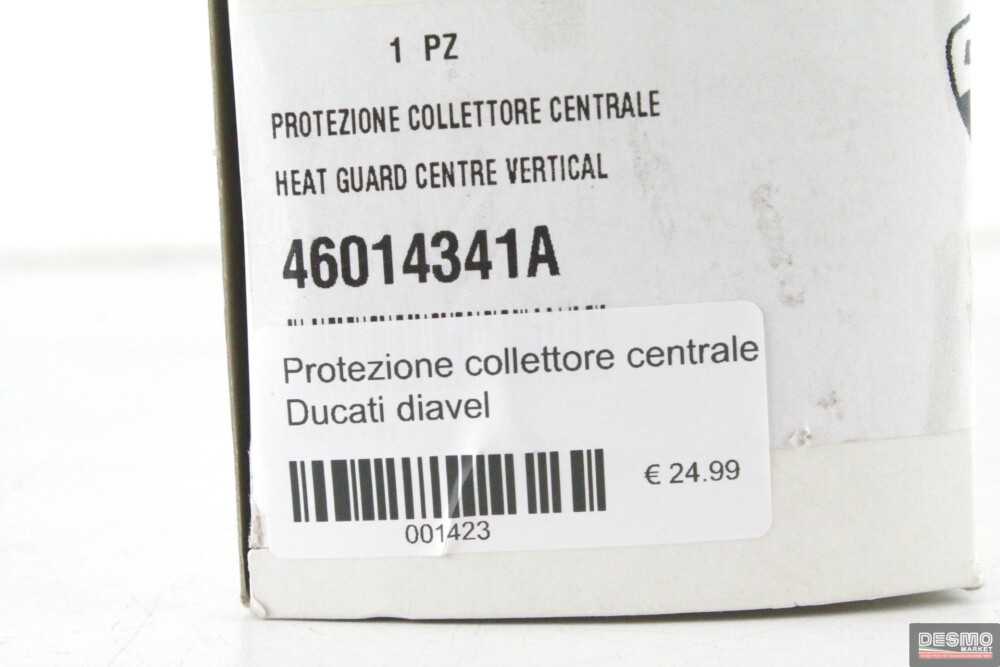 1 PZ
PROTEZIONE COLLETTORE CENTRALE
HEAT GUARD CENTRE VERTICAL
46014341A
Protezione collettore centrale
Ducati diavel
€ 24.99
001423
DESMO
MARKET